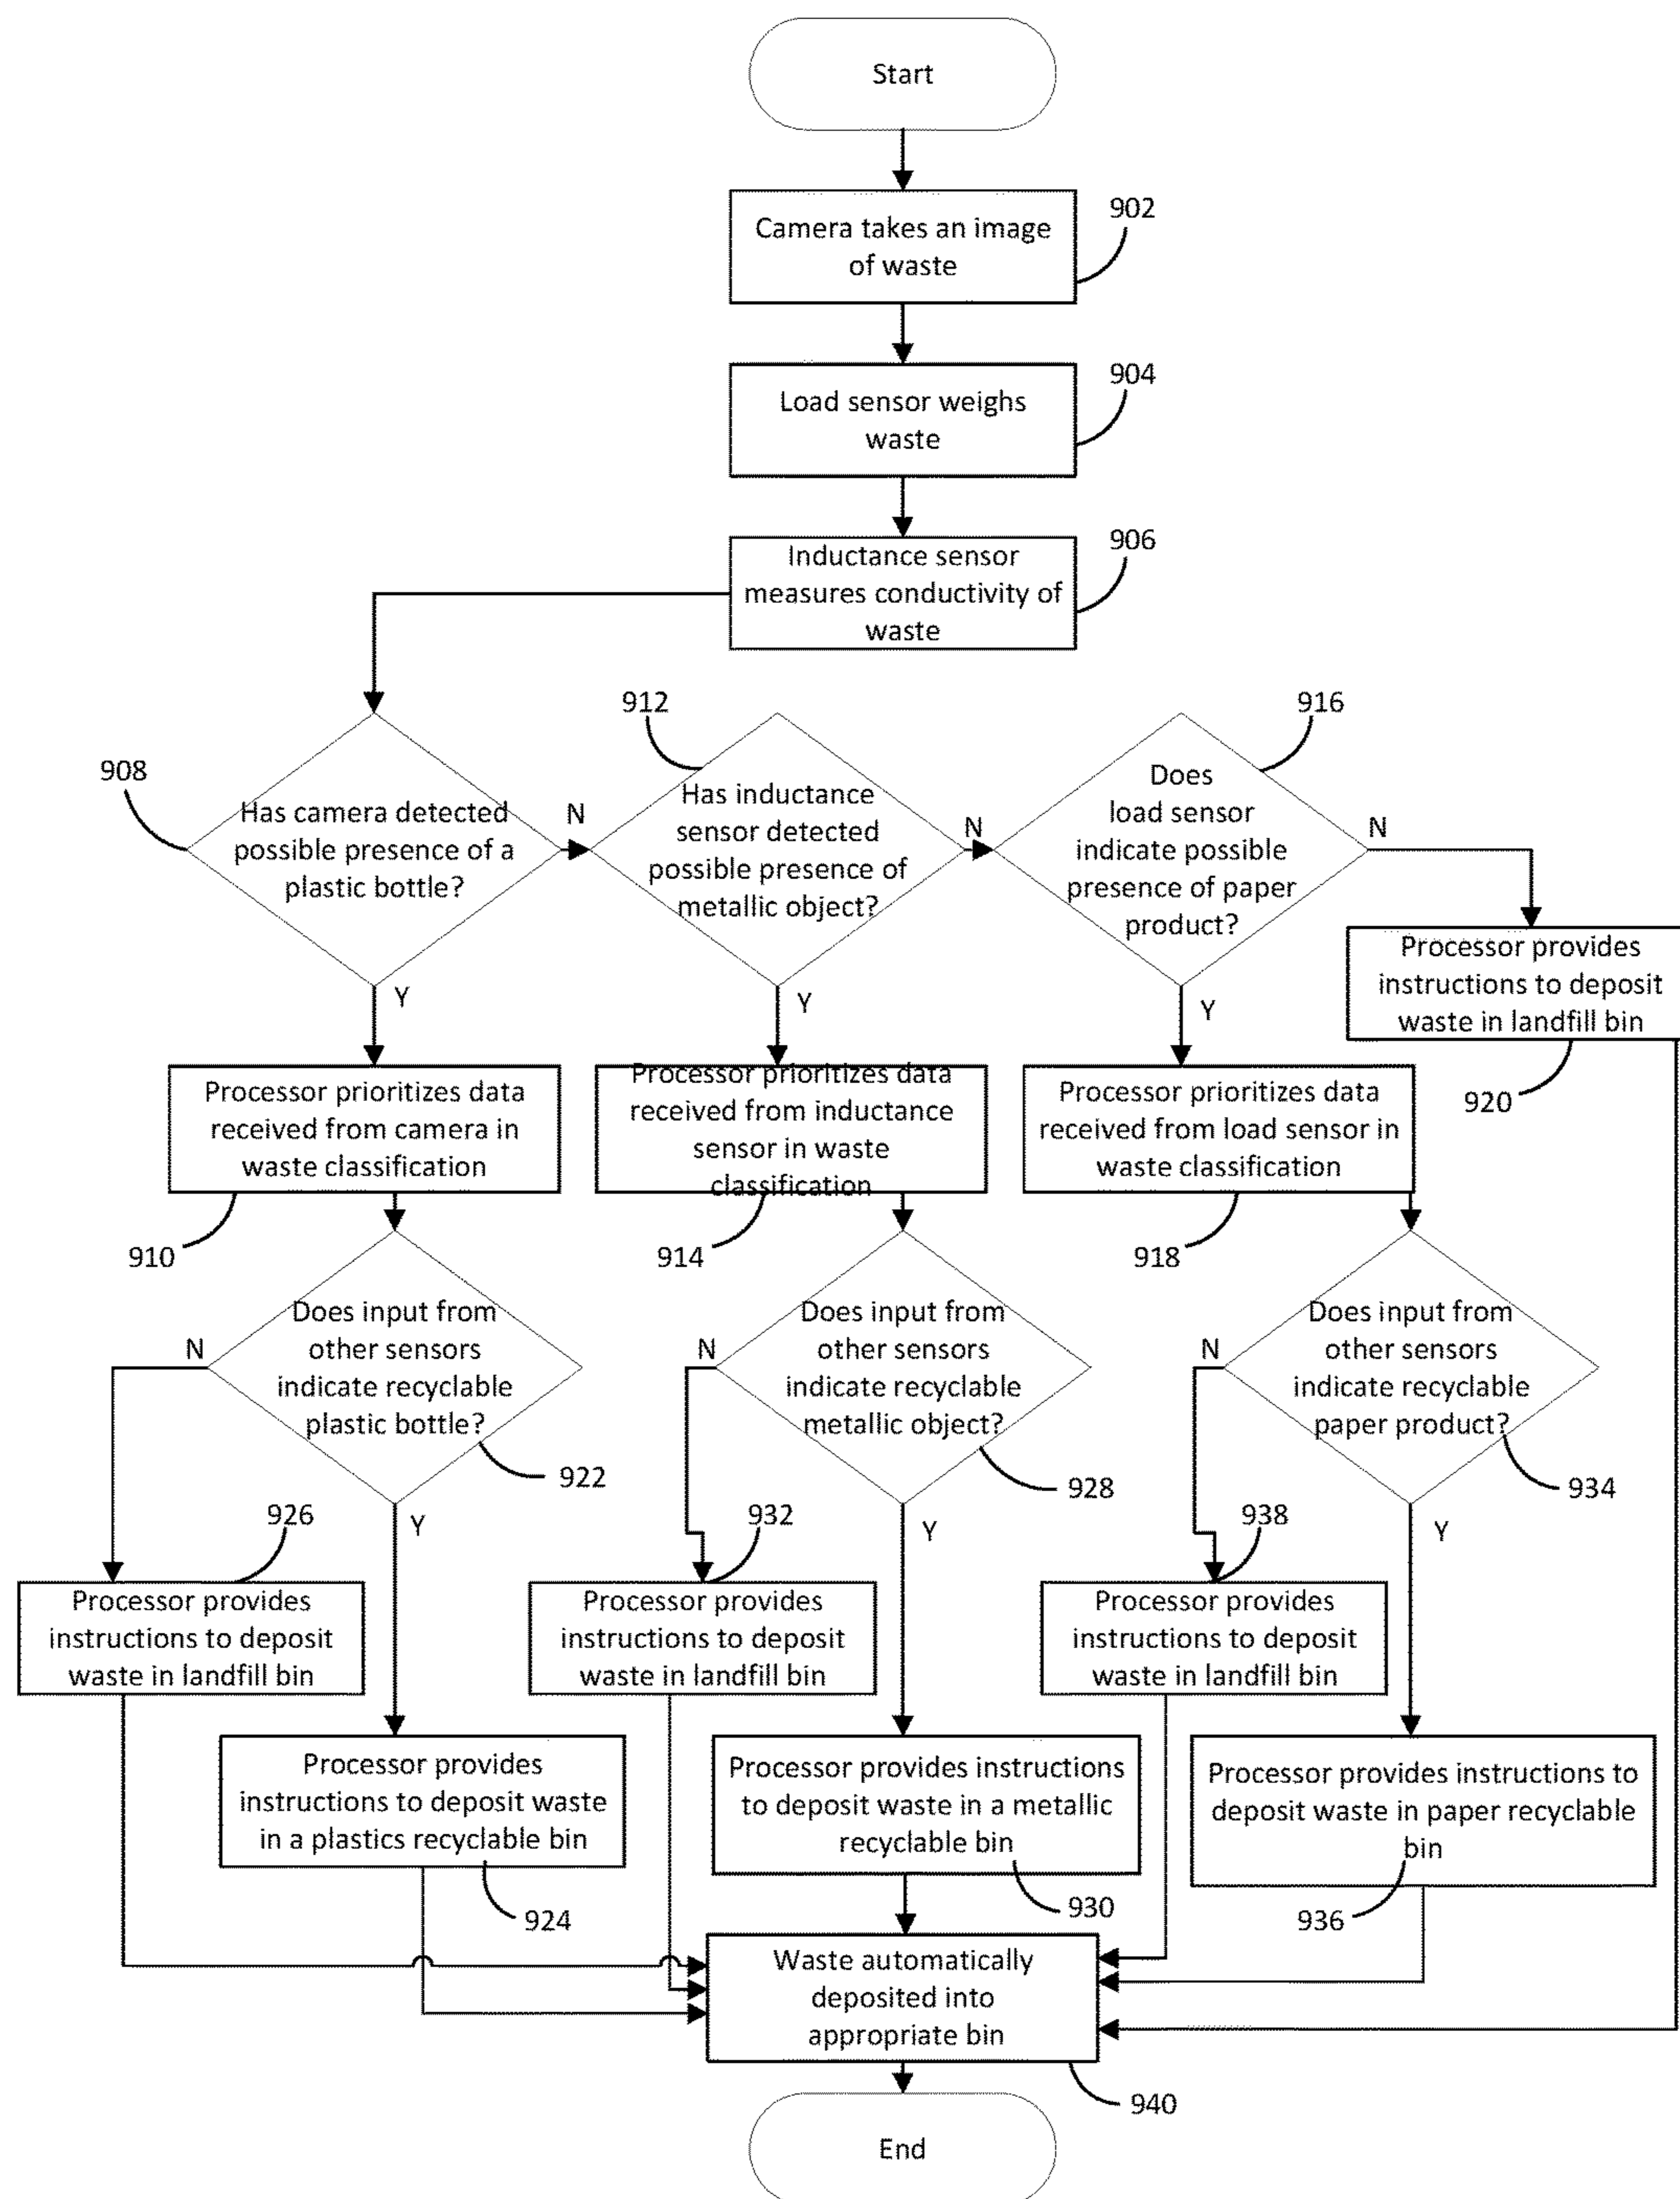 Start
Camera takes an image
of waste
902
Load sensor weighs
waste
904
Inductance sensor
measures conductivity of
waste
906
908
Has camera detected
possible presence of a
plastic bottle?
N
Y
912
Has inductance
sensor detected
possible presence of
metallic object?
N
Y
916
Does
load sensor
indicate possible
presence of paper
product?
N
Y
Processor provides
instructions to deposit
waste in landfill bin
920
Processor prioritizes data
received from camera in
waste classification
910
Processor prioritizes data
received from inductance
sensor in waste
classification
914
Processor prioritizes data
received from load sensor in
waste classification
918
Does input from
other sensors
indicate recyclable
plastic bottle?
N
Y
922
Does input from
other sensors
indicate recyclable
metallic object?
N
Y
928
Does input from
other sensors
indicate recyclable
paper product?
N
Y
934
926
Processor provides
instructions to deposit
waste in landfill bin
932
Processor provides
instructions to deposit
waste in landfill bin
938
Processor provides
instructions to deposit
waste in landfill bin
Processor provides
instructions to deposit waste
in a plastics recyclable bin
924
Processor provides instructions
to deposit waste in a metallic
recyclable bin
930
Processor provides instructions to
deposit waste in paper recyclable
bin
936
Waste automatically
deposited into
appropriate bin
940
End